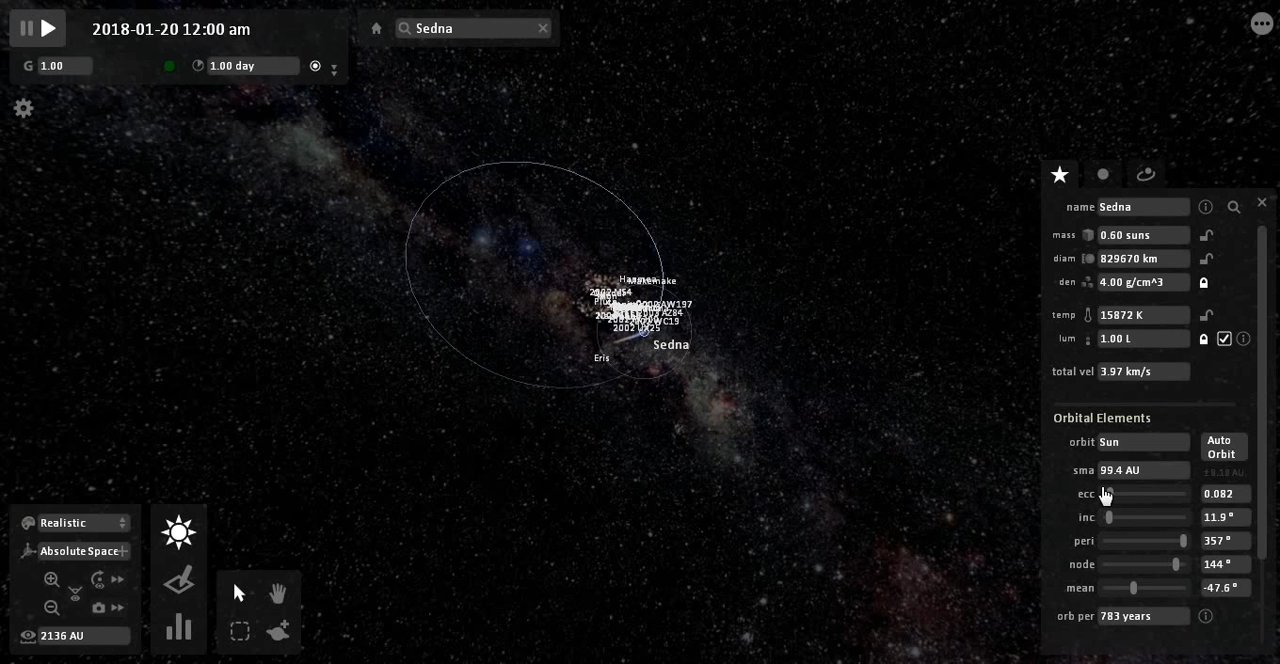 2018-01-20 12:00 am
Sedna
G 1.00
1.00 day
name Sedna
mass 0.60 suns
diam 829670 km
den 4.00 g/cm^3
temp 15872 K
lum 1.00 L
total vel 3.97 km/s
Orbital Elements
orbit Sun
Auto
Orbit
sma 99.4 AU
ecc 0.082
inc 11.9°
peri 357°
node 144°
mean -47.6°
orb per 783 years
Haumea
Makemake
2002 UX25
Sedna
Eris
Realistic
Absolute Space
2136 AU